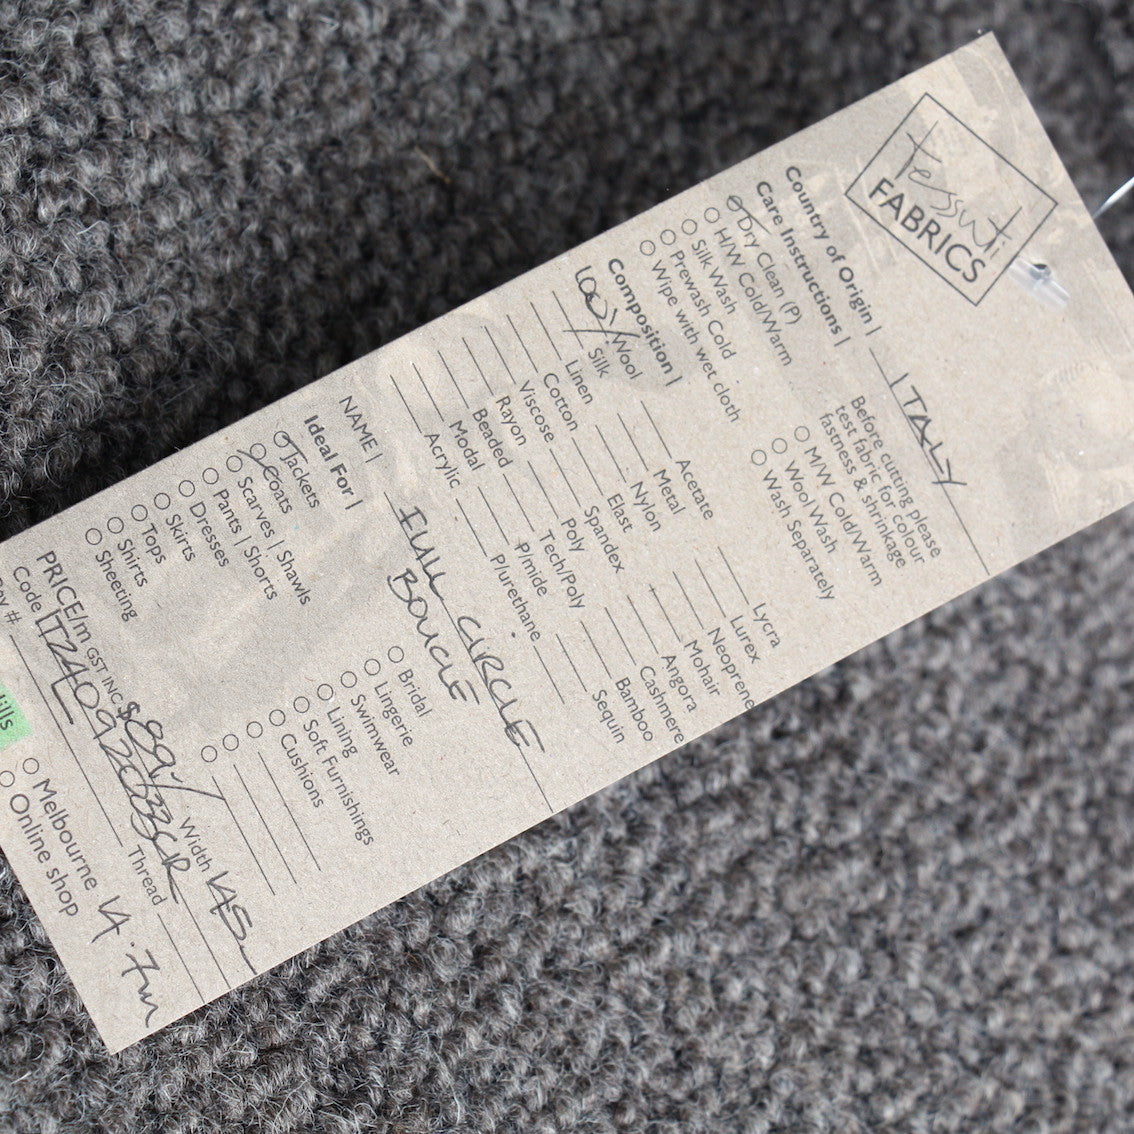 tessuti
FABRICS
Country of Origin | ITALY
Care Instructions |
Dry Clean (P)
H/W Cold/Warm
Silk Wash
Prewash Cold
Wipe with wet cloth
Before cutting please
test fabric for colour
fastness & shrinkage
M/W Cold/Warm
Wool Wash
Wash Separately
Composition |
100% Wool
Silk
Linen
Cotton
Viscose
Rayon
Beaded
Modal
Acrylic
Acetate
Metal
Nylon
Elast
Spandex
Poly
Tech/Poly
P/mide
P/urethane
Lycra
Lurex
Neoprene
Mohair
Angora
Cashmere
Bamboo
Sequin
NAME | FULL CIRCLE
BOUCLE
Ideal For |
Jackets
Coats
Scarves | Shawls
Pants | Shorts
Dresses
Skirts
Tops
Shirts
Sheeting
Bridal
Lingerie
Swimwear
Lining
Soft Furnishings
Cushions
PRICE/m GST INC $89.- Width 145
Code Thread
Melbourne 14.7m
Online shop